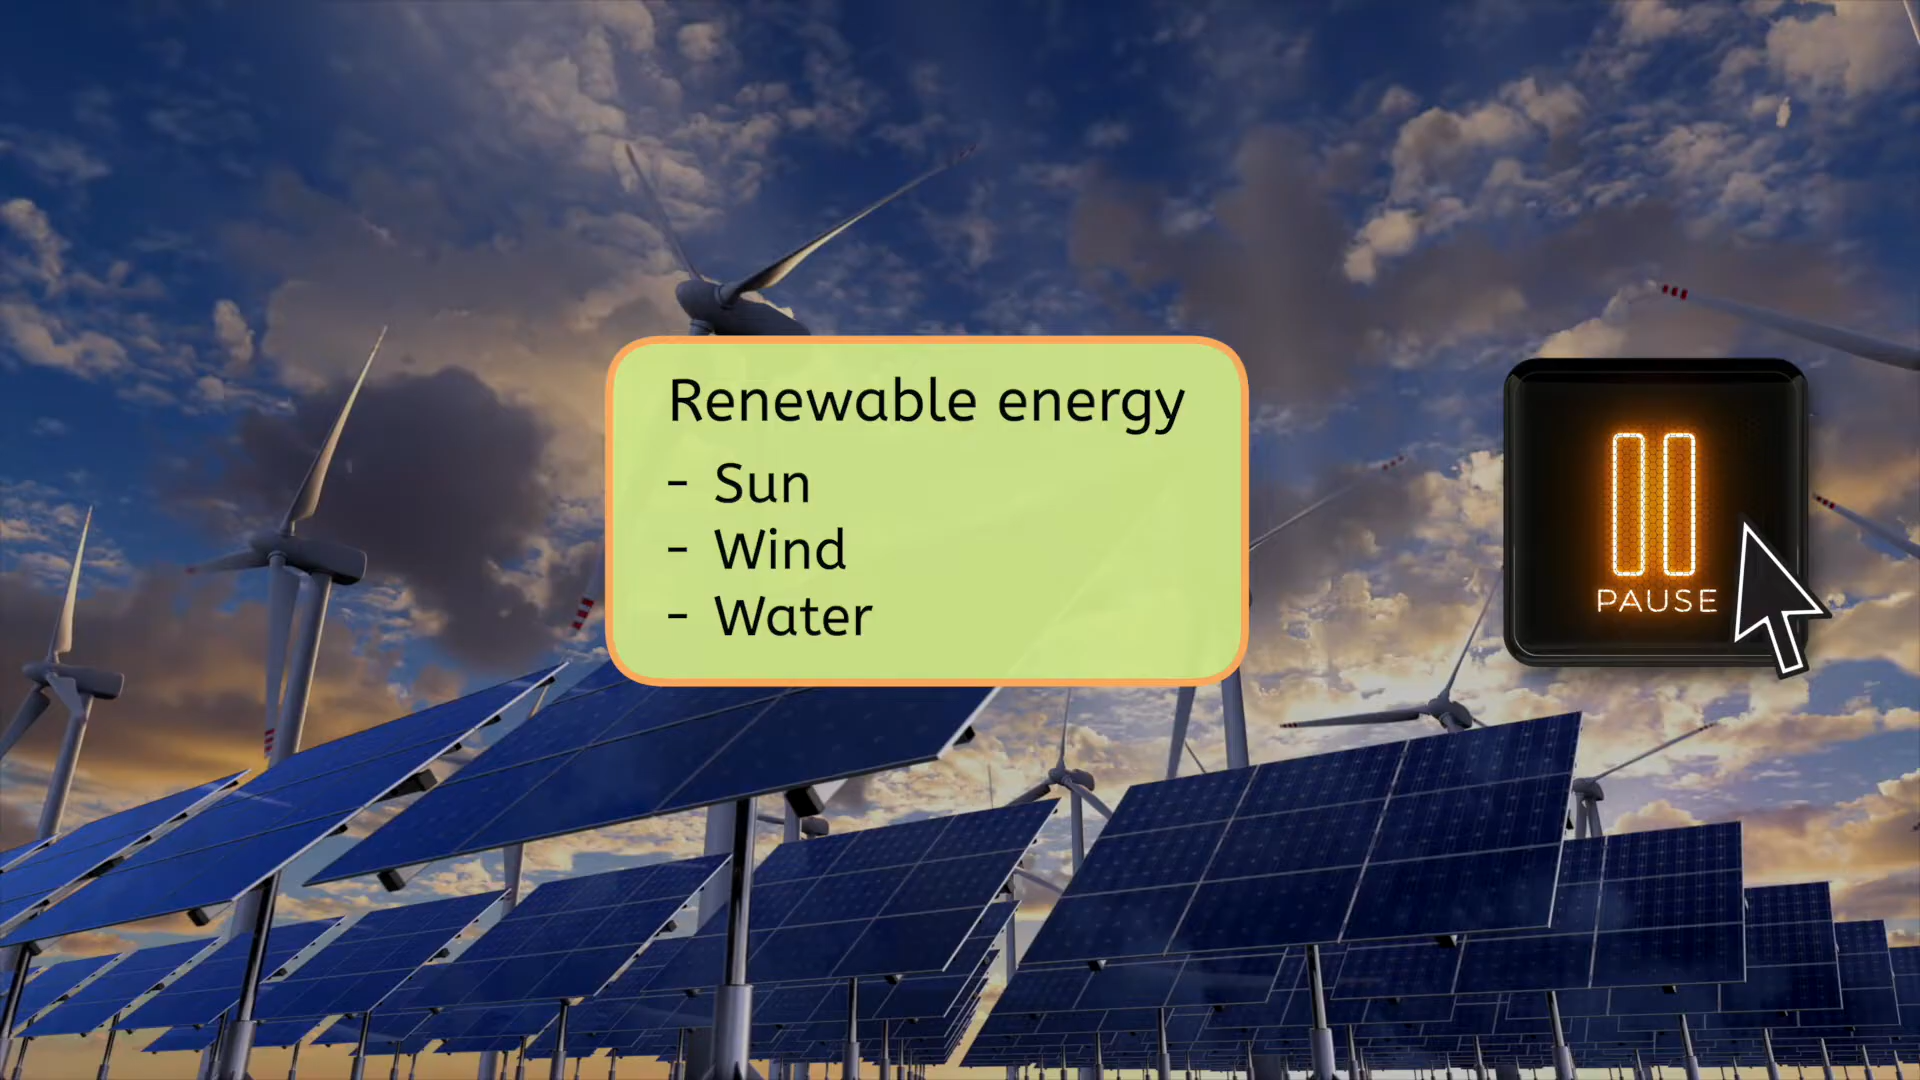 Renewable energy
- Sun
- Wind
- Water
PAUSE